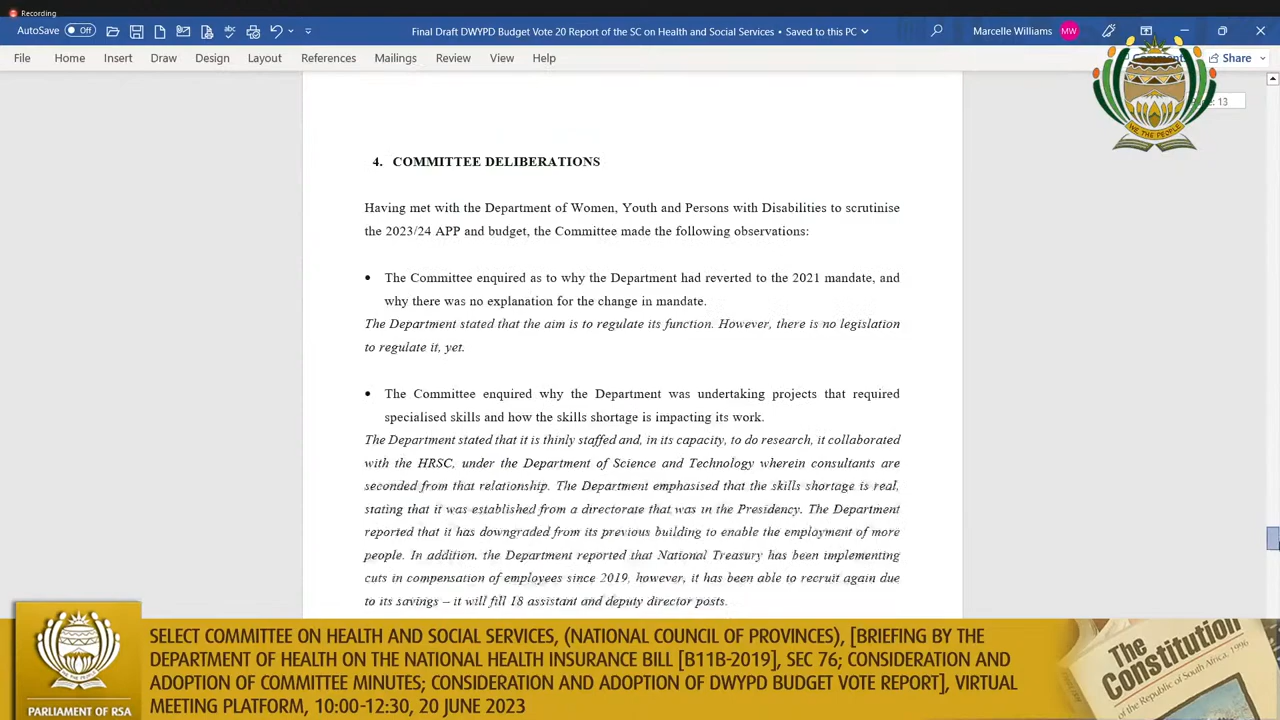 Recording
AutoSave Off
Final Draft DWYPD Budget Vote 20 Report of the SC on Health and Social Services • Saved to this PC
Marcelle Williams MW
File Home Insert Draw Design Layout References Mailings Review View Help
Share
WE THE PEOPLE
: 13
4. COMMITTEE DELIBERATIONS
Having met with the Department of Women, Youth and Persons with Disabilities to scrutinise
the 2023/24 APP and budget, the Committee made the following observations:
• The Committee enquired as to why the Department had reverted to the 2021 mandate, and
why there was no explanation for the change in mandate.
The Department stated that the aim is to regulate its function. However, there is no legislation
to regulate it, yet.
• The Committee enquired why the Department was undertaking projects that required
specialised skills and how the skills shortage is impacting its work.
The Department stated that it is thinly staffed and, in its capacity, to do research, it collaborated
with the HRSC, under the Department of Science and Technology wherein consultants are
seconded from that relationship. The Department emphasised that the skills shortage is real,
stating that it was established from a directorate that was in the Presidency. The Department
reported that it has downgraded from its previous building to enable the employment of more
people. In addition, the Department reported that National Treasury has been implementing
cuts in compensation of employees since 2019, however, it has been able to recruit again due
to its savings – it will fill 18 assistant and deputy director posts.
SELECT COMMITTEE ON HEALTH AND SOCIAL SERVICES, (NATIONAL COUNCIL OF PROVINCES), [BRIEFING BY THE
DEPARTMENT OF HEALTH ON THE NATIONAL HEALTH INSURANCE BILL [B11B-2019], SEC 76; CONSIDERATION AND
ADOPTION OF COMMITTEE MINUTES; CONSIDERATION AND ADOPTION OF DWYPD BUDGET VOTE REPORT], VIRTUAL
MEETING PLATFORM, 10:00-12:30, 20 JUNE 2023
PARLIAMENT OF RSA
The
Constitution
of the Republic of South Africa, 1996